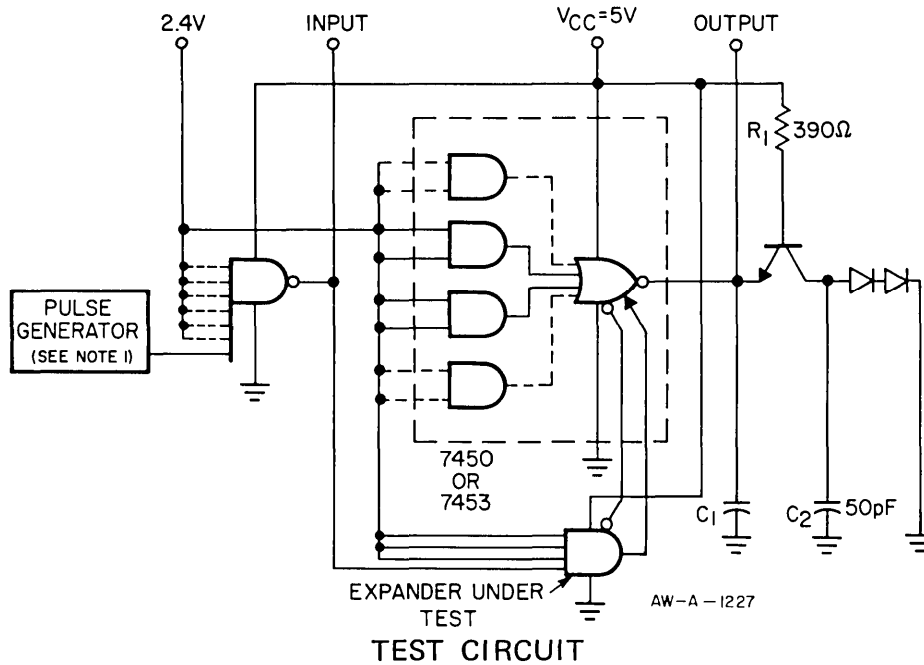 2.4V
INPUT
VCC=5V
OUTPUT
R1
390Ω
PULSE
GENERATOR
(SEE NOTE 1)
7450
OR
7453
C1
C2
50pF
EXPANDER UNDER
TEST
AW-A-1227
TEST CIRCUIT